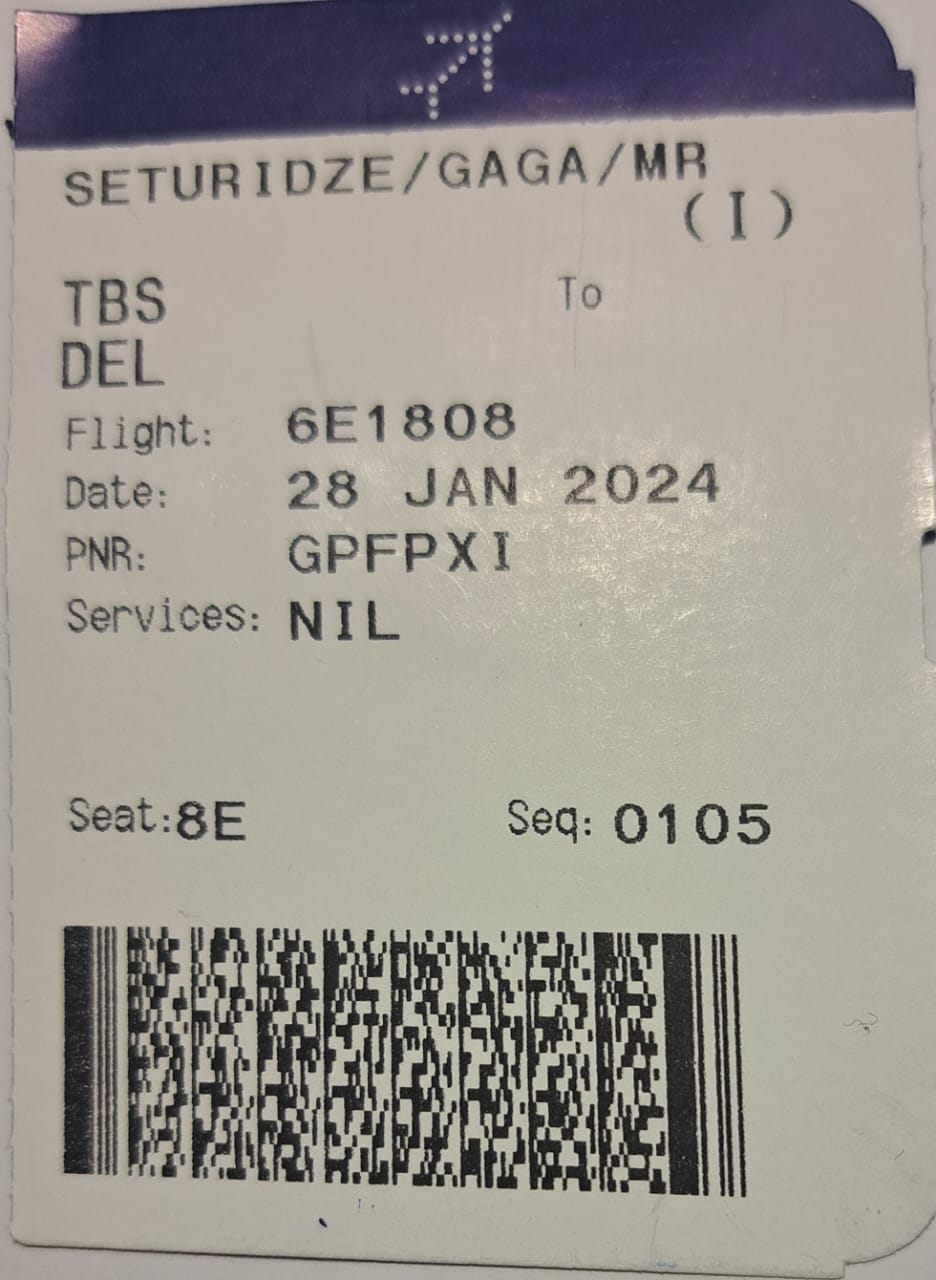 SETURIDZE/GAGA/MR
(I)
TBS To
DEL
Flight: 6E1808
Date: 28 JAN 2024
PNR: GPFPXI
Services: NIL
Seat:8E Seq: 0105